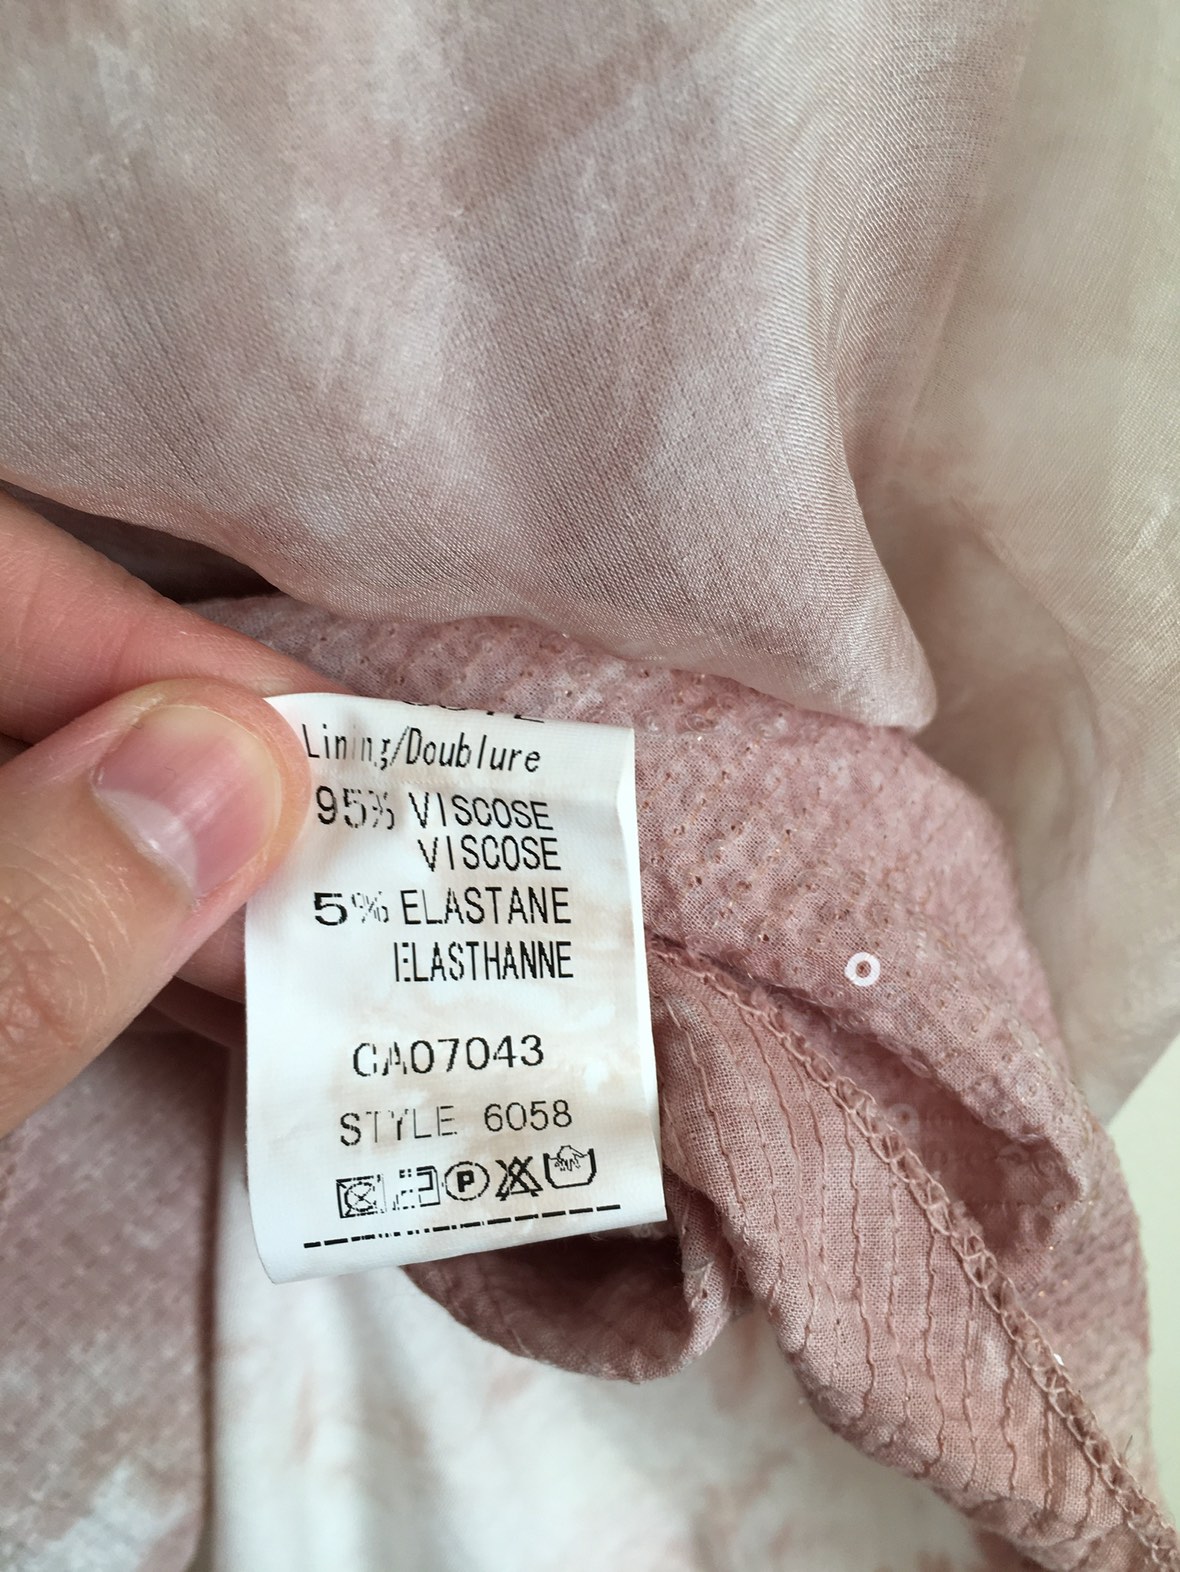 Lining/Doublure
95% VISCOSE
VISCOSE
5% ELASTANE
ELASTHANNE
CA07043
STYLE 6058
P